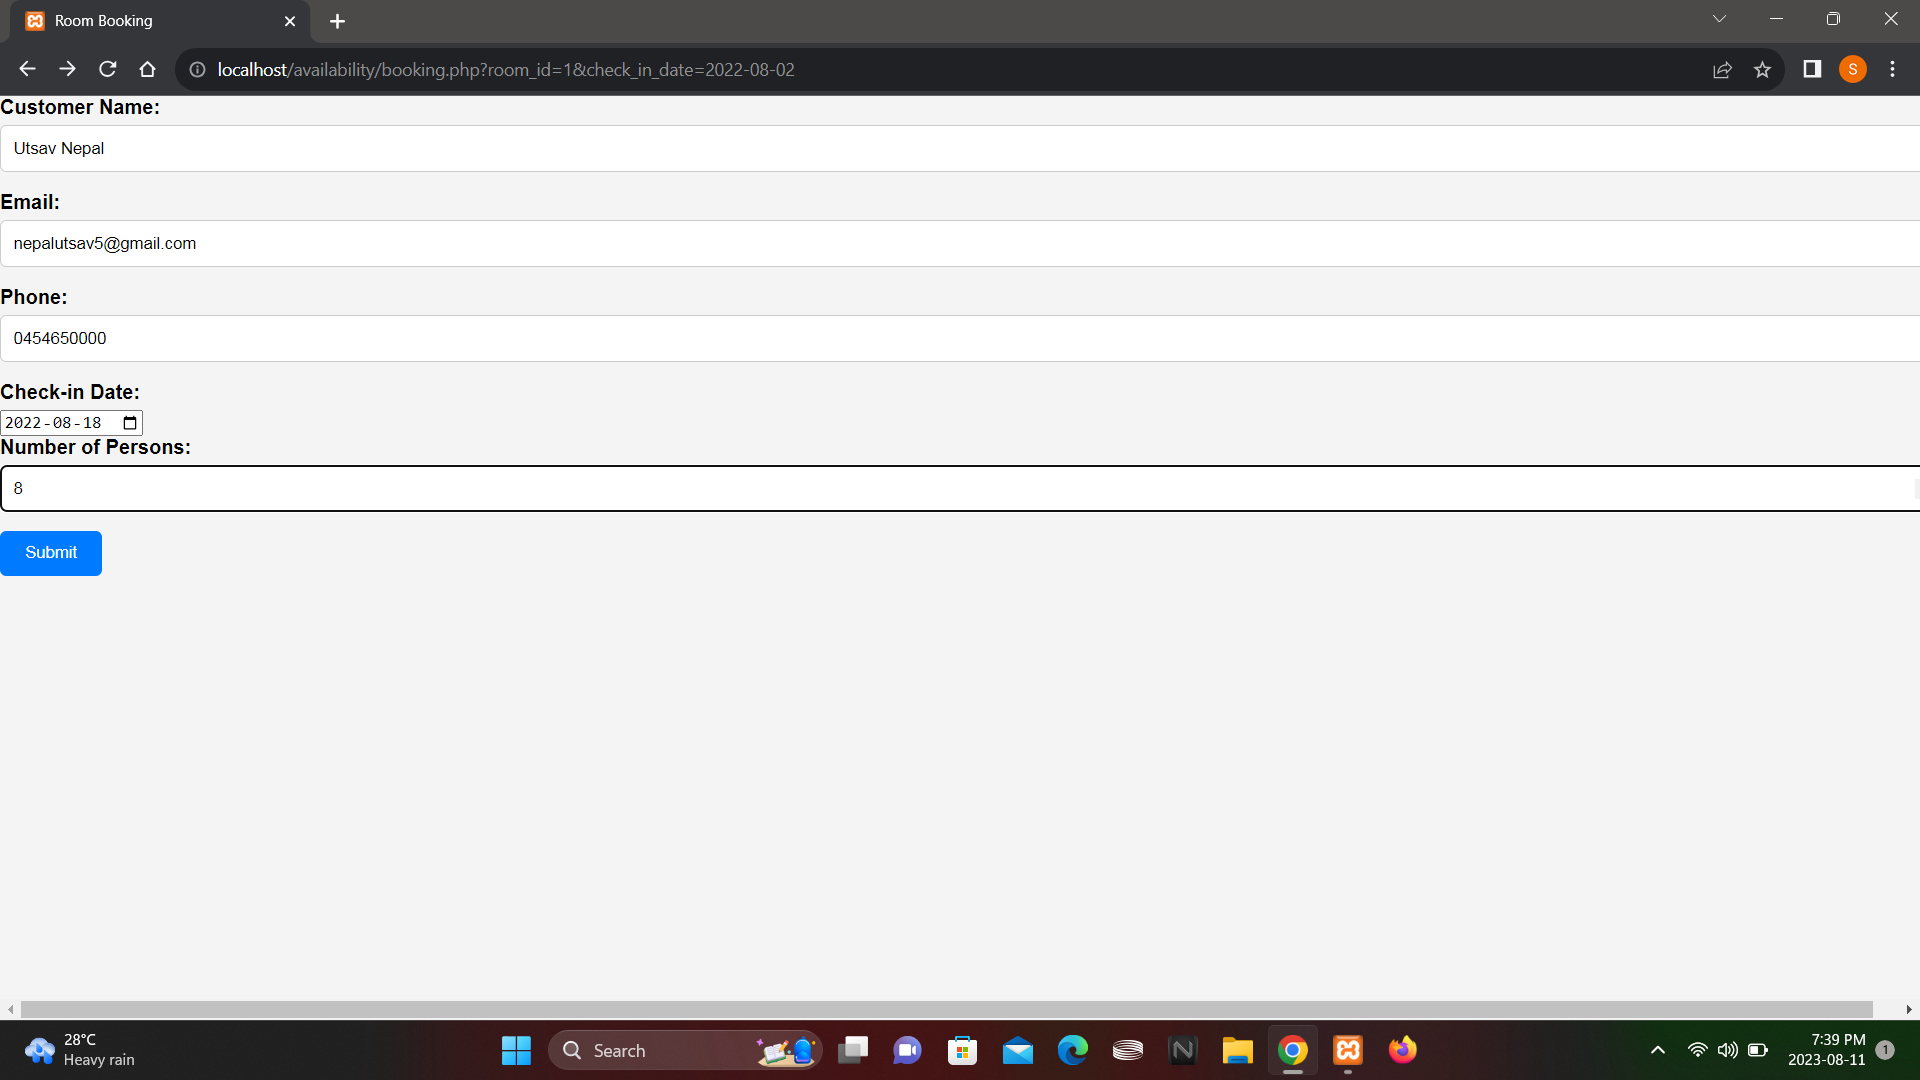 Room Booking
localhost/availability/booking.php?room_id=1&check_in_date=2022-08-02
S
Customer Name:
Utsav Nepal
Email:
nepalutsav5@gmail.com
Phone:
0454650000
Check-in Date:
2022-08-18
Number of Persons:
8
Submit
28°C
Heavy rain
Search
N
7:39 PM
2023-08-11
1